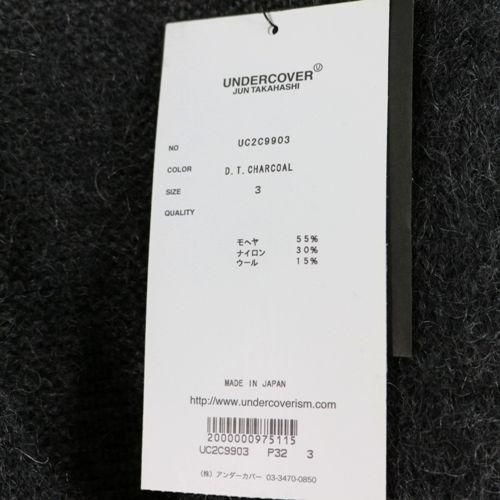 UNDERCOVER Ⓤ
JUN TAKAHASHI
NO UC2C9903
COLOR D.T.CHARCOAL
SIZE 3
QUALITY
モヘヤ 55%
ナイロン 30%
ウール 15%
MADE IN JAPAN
http://www.undercoverism.com
2000000975115
UC2C9903 P32 3
(株) アンダーカバー 03-3470-0850